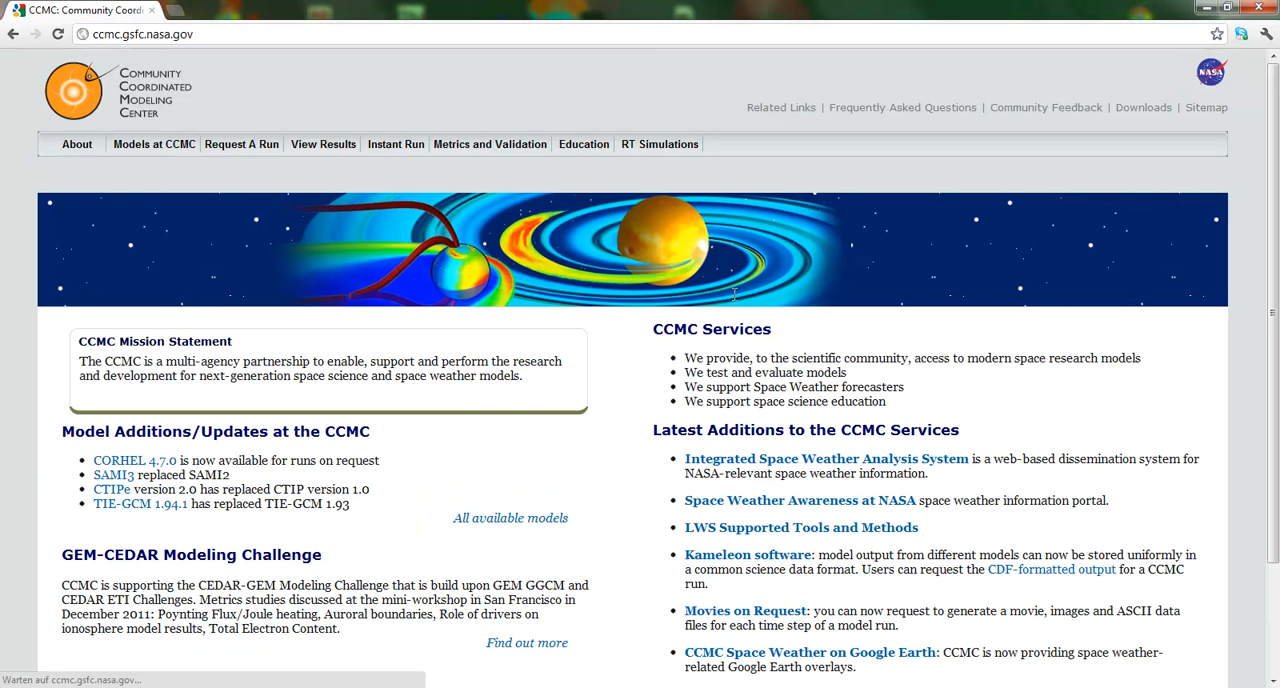 CCMC: Community Coordi
ccmc.gsfc.nasa.gov
COMMUNITY
COORDINATED
MODELING
CENTER
NASA
Related Links | Frequently Asked Questions | Community Feedback | Downloads | Sitemap
About Models at CCMC Request A Run View Results Instant Run Metrics and Validation Education RT Simulations
CCMC Mission Statement
The CCMC is a multi-agency partnership to enable, support and perform the research
and development for next-generation space science and space weather models.
Model Additions/Updates at the CCMC
CORHEL 4.7.0 is now available for runs on request
SAMI3 replaced SAMI2
CTIPe version 2.0 has replaced CTIP version 1.0
TIE-GCM 1.94.1 has replaced TIE-GCM 1.93
All available models
GEM-CEDAR Modeling Challenge
CCMC is supporting the CEDAR-GEM Modeling Challenge that is build upon GEM GGCM and
CEDAR ETI Challenges. Metrics studies discussed at the mini-workshop in San Francisco in
December 2011: Poynting Flux/Joule heating, Auroral boundaries, Role of drivers on
ionosphere model results, Total Electron Content.
Find out more
CCMC Services
We provide, to the scientific community, access to modern space research models
We test and evaluate models
We support Space Weather forecasters
We support space science education
Latest Additions to the CCMC Services
Integrated Space Weather Analysis System is a web-based dissemination system for
NASA-relevant space weather information.
Space Weather Awareness at NASA space weather information portal.
LWS Supported Tools and Methods
Kameleon software: model output from different models can now be stored uniformly in
a common science data format. Users can request the CDF-formatted output for a CCMC
run.
Movies on Request: you can now request to generate a movie, images and ASCII data
files for each time step of a model run.
CCMC Space Weather on Google Earth: CCMC is now providing space weather-
related Google Earth overlays.
Warten auf ccmc.gsfc.nasa.gov...